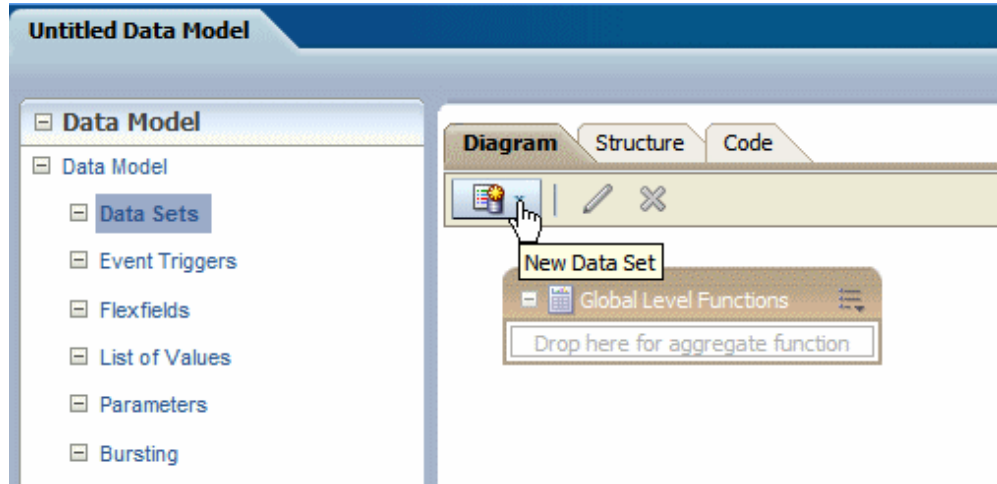 Untitled Data Model
Data Model
Data Model
Data Sets
Event Triggers
Flexfields
List of Values
Parameters
Bursting
Diagram
Structure
Code
New Data Set
Global Level Functions
Drop here for aggregate function